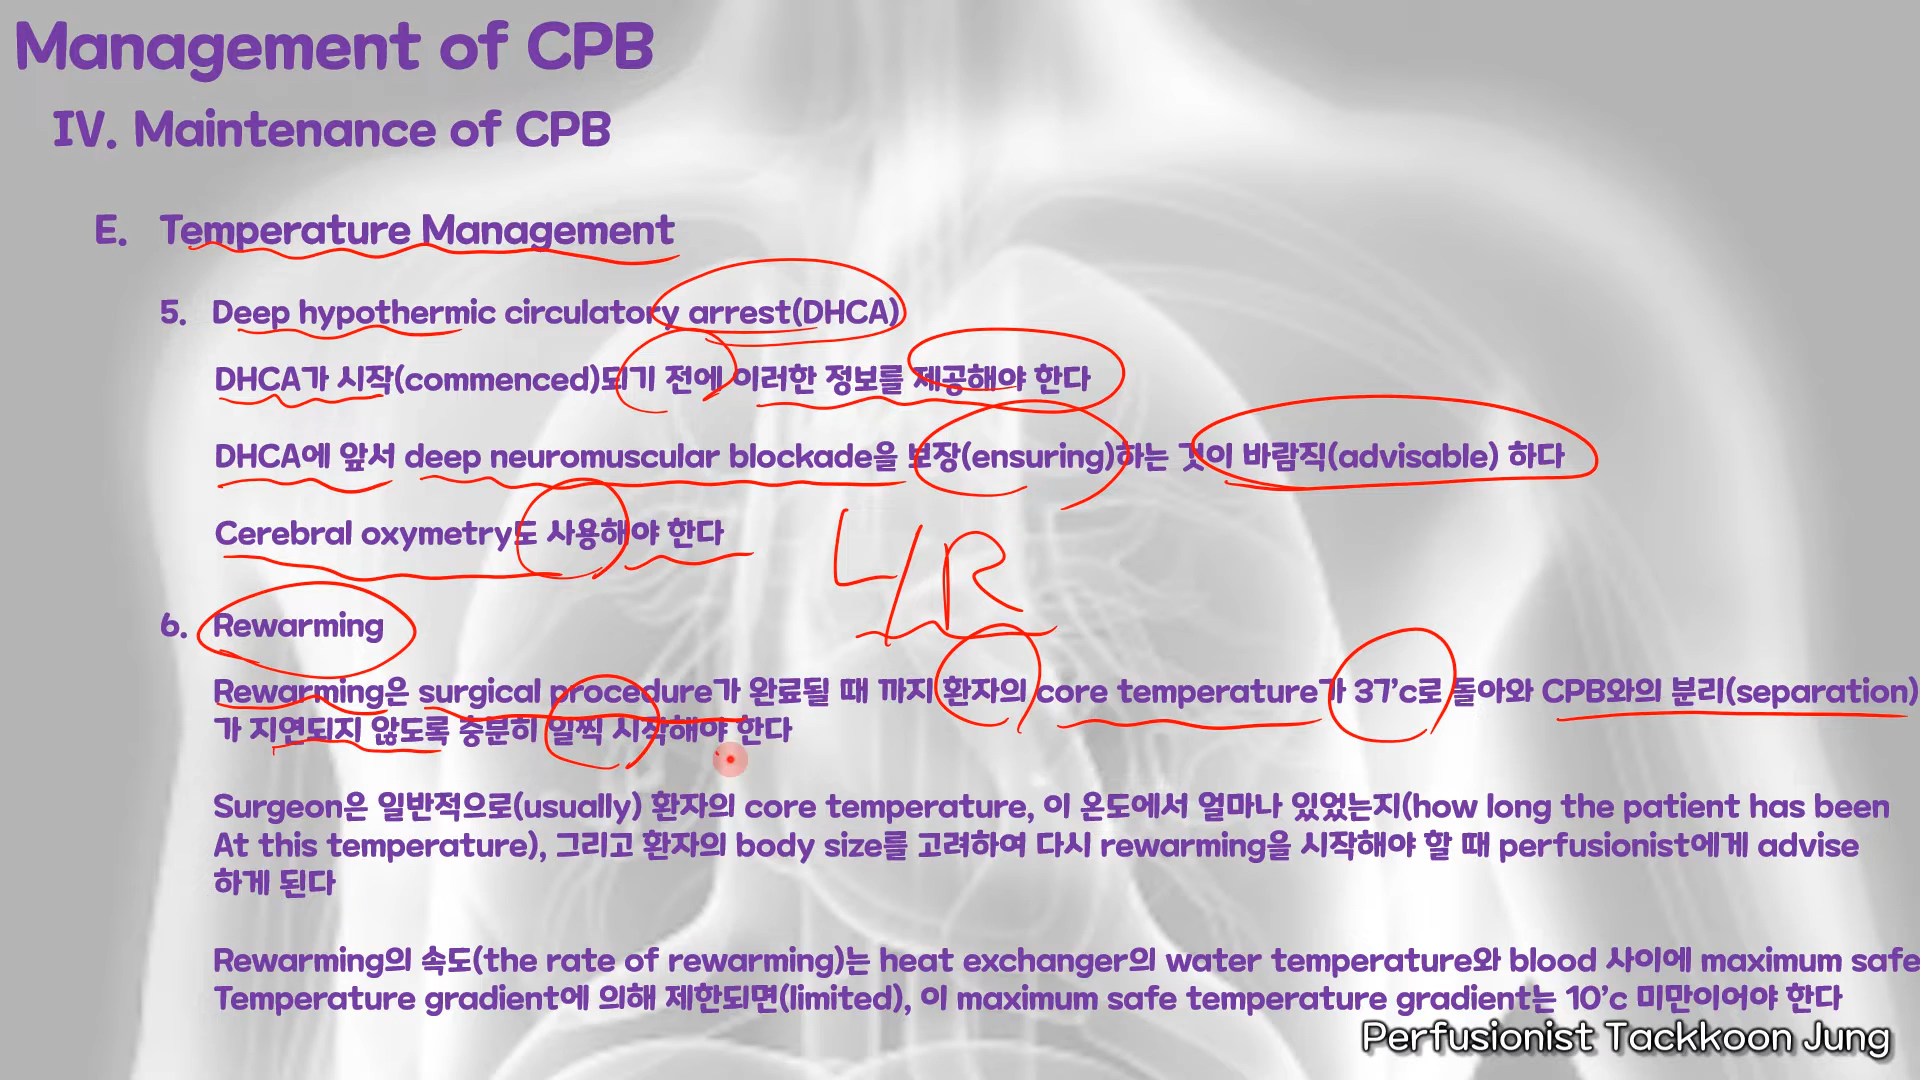 Management of CPB
IV. Maintenance of CPB
E. Temperature Management
5. Deep hypothermic circulatory arrest(DHCA)
DHCA가 시작(commenced)되기 전에 이러한 정보를 제공해야 한다
DHCA에 앞서 deep neuromuscular blockade을 보장(ensuring)하는 것이 바람직(advisable) 하다
Cerebral oxymetry도 사용해야 한다
L/R
6. Rewarming
Rewarming은 surgical procedure가 완료될 때 까지 환자의 core temperature가 37'c로 돌아와 CPB와의 분리(separation)
가 지연되지 않도록 충분히 일찍 시작해야 한다
Surgeon은 일반적으로(usually) 환자의 core temperature, 이 온도에서 얼마나 있었는지(how long the patient has been
At this temperature), 그리고 환자의 body size를 고려하여 다시 rewarming을 시작해야 할 때 perfusionist에게 advise
하게 된다
Rewarming의 속도(the rate of rewarming)는 heat exchanger의 water temperature와 blood 사이에 maximum safe
Temperature gradient에 의해 제한되면(limited), 이 maximum safe temperature gradient는 10'c 미만이어야 한다
Perfusionist Tackkoon Jung